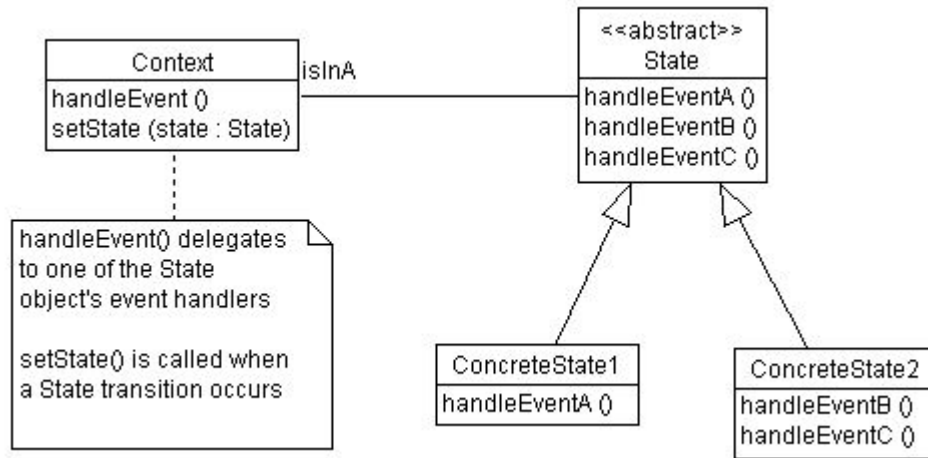 Context
handleEvent ()
setState (state : State)
isInA
<<abstract>>
State
handleEventA ()
handleEventB ()
handleEventC ()
handleEvent() delegates
to one of the State
object's event handlers
setState() is called when
a State transition occurs
ConcreteState1
handleEventA ()
ConcreteState2
handleEventB ()
handleEventC ()